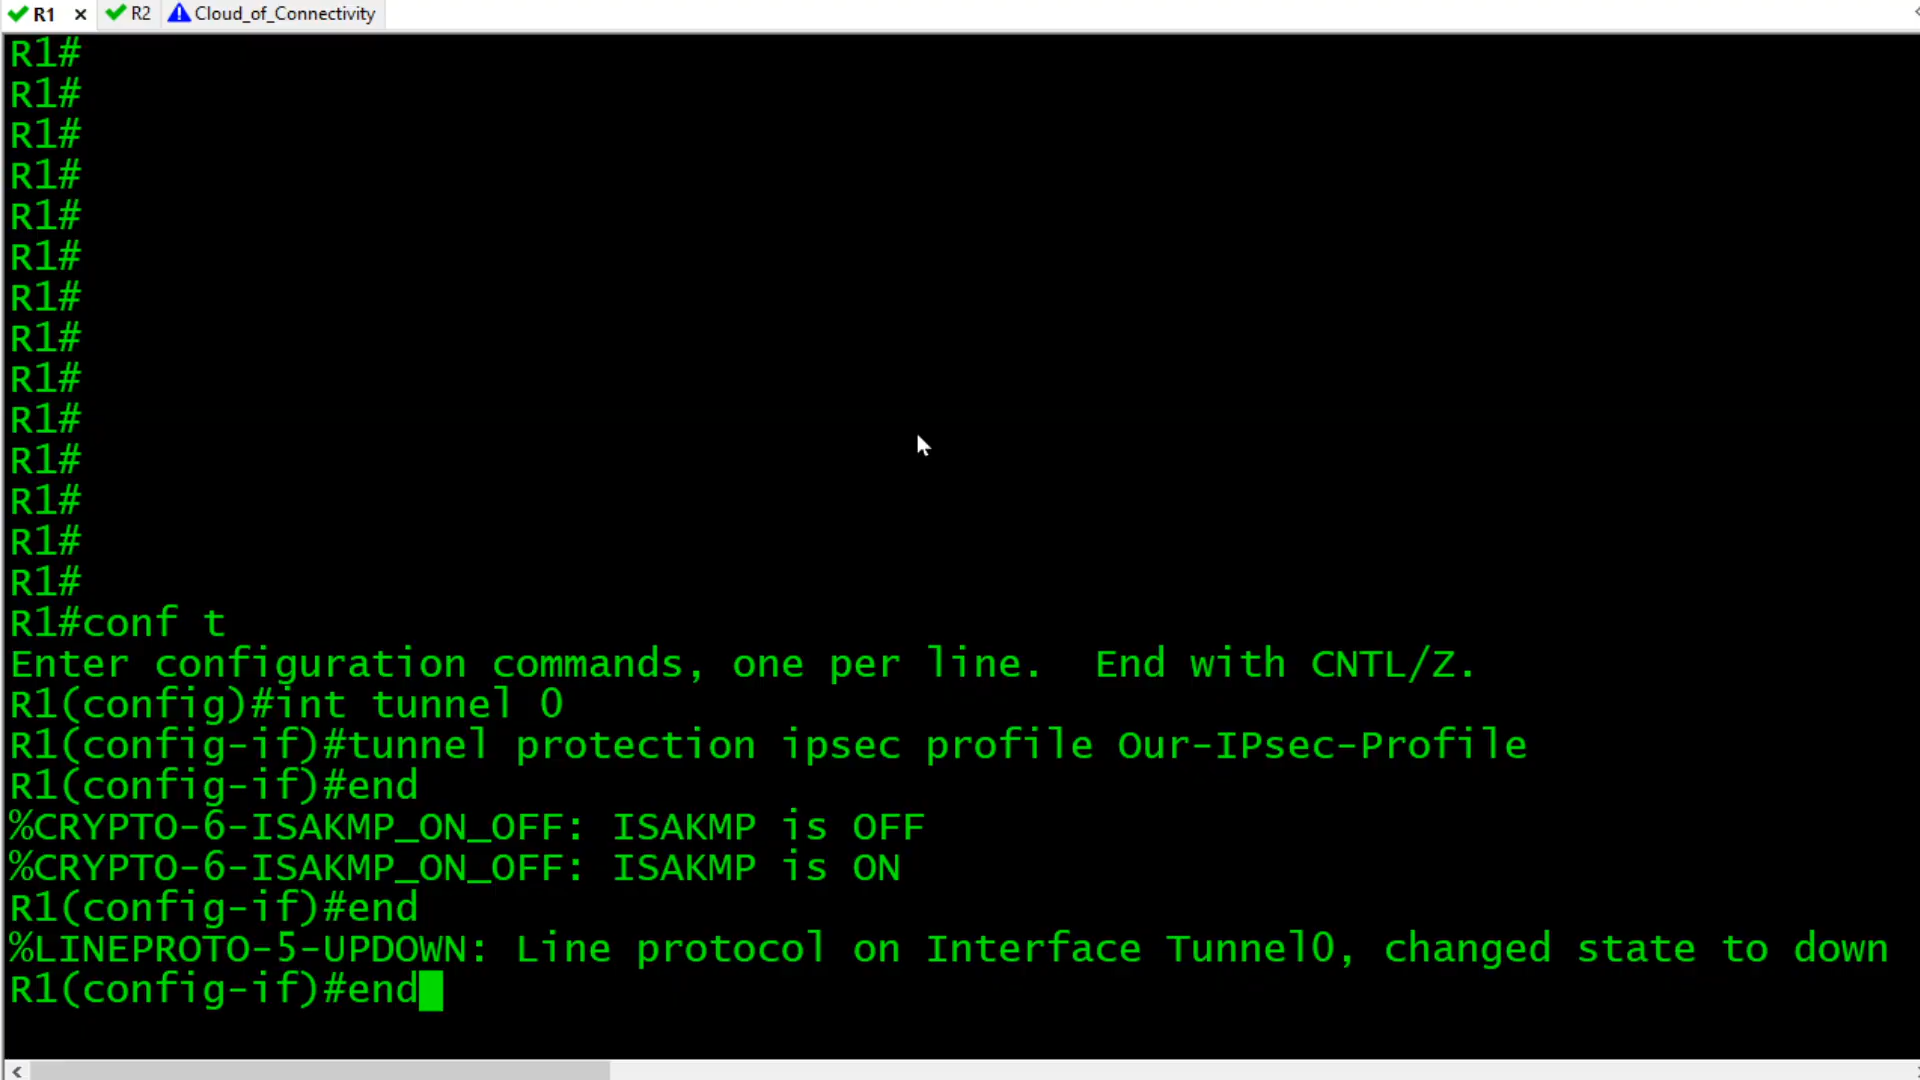 R1 × R2 Cloud_of_Connectivity
R1#
R1#
R1#
R1#
R1#
R1#
R1#
R1#
R1#
R1#
R1#
R1#
R1#
R1#
R1#conf t
Enter configuration commands, one per line.  End with CNTL/Z.
R1(config)#int tunnel 0
R1(config-if)#tunnel protection ipsec profile Our-IPsec-Profile
R1(config-if)#end
%CRYPTO-6-ISAKMP_ON_OFF: ISAKMP is OFF
%CRYPTO-6-ISAKMP_ON_OFF: ISAKMP is ON
R1(config-if)#end
%LINEPROTO-5-UPDOWN: Line protocol on Interface Tunnel0, changed state to down
R1(config-if)#end